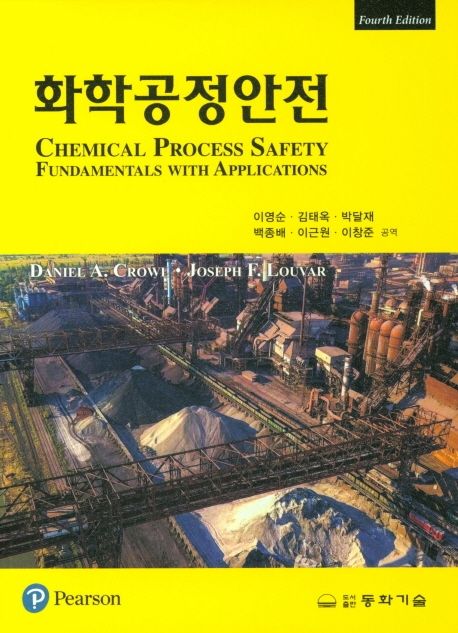 Fourth Edition
화학공정안전
CHEMICAL PROCESS SAFETY
FUNDAMENTALS WITH APPLICATIONS
이영순 · 김태옥 · 박달재
백종배 · 이근원 · 이창준 공역
DANIEL A. CROWL • JOSEPH F. LOUVAR
Pearson
도서출판 동화기술